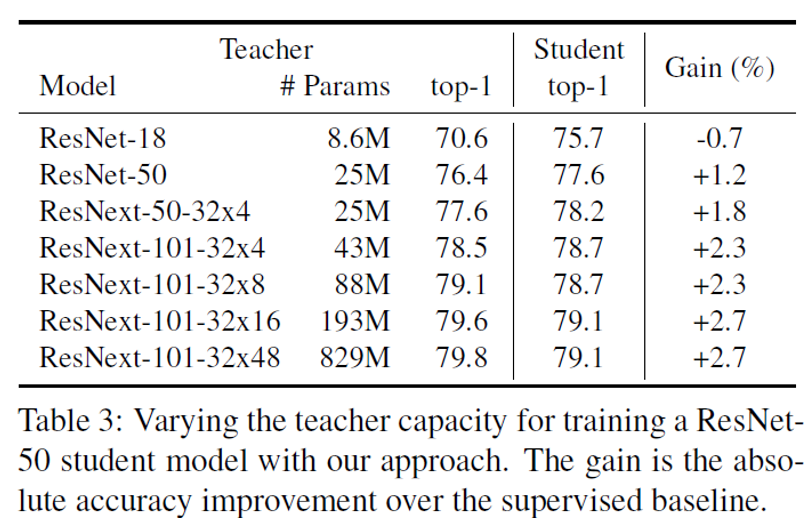 Teacher Student Gain (%)
Model # Params top-1 top-1
ResNet-18 8.6M 70.6 75.7 -0.7
ResNet-50 25M 76.4 77.6 +1.2
ResNext-50-32x4 25M 77.6 78.2 +1.8
ResNext-101-32x4 43M 78.5 78.7 +2.3
ResNext-101-32x8 88M 79.1 78.7 +2.3
ResNext-101-32x16 193M 79.6 79.1 +2.7
ResNext-101-32x48 829M 79.8 79.1 +2.7
Table 3: Varying the teacher capacity for training a ResNet-
50 student model with our approach. The gain is the abso-
lute accuracy improvement over the supervised baseline.